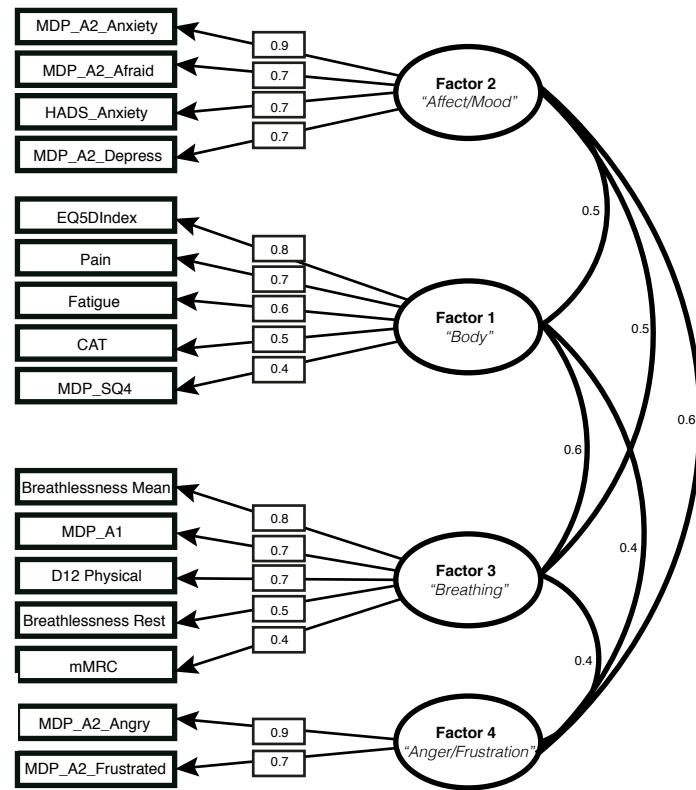 MDP_A2_Anxiety
MDP_A2_Afraid
HADS_Anxiety
MDP_A2_Depress
0.9
0.7
0.7
0.7
Factor 2
“Affect/Mood”
0.5
EQ5DIndex
Pain
Fatigue
CAT
MDP_SQ4
0.8
0.7
0.6
0.5
0.4
Factor 1
“Body”
0.5
0.6
0.6
0.4
Breathlessness Mean
MDP_A1
D12 Physical
Breathlessness Rest
mMRC
0.8
0.7
0.7
0.5
0.4
Factor 3
“Breathing”
0.4
MDP_A2_Angry
MDP_A2_Frustrated
0.9
0.7
Factor 4
“Anger/Frustration”